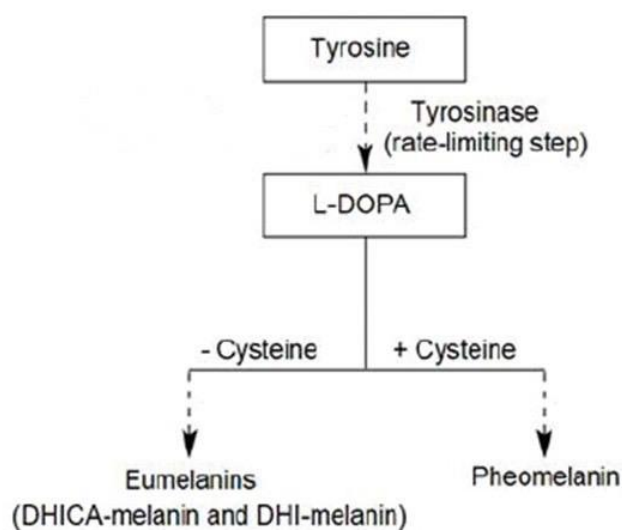 Tyrosine
Tyrosinase
(rate-limiting step)
L-DOPA
- Cysteine
+ Cysteine
Eumelanins
(DHICA-melanin and DHI-melanin)
Pheomelanin